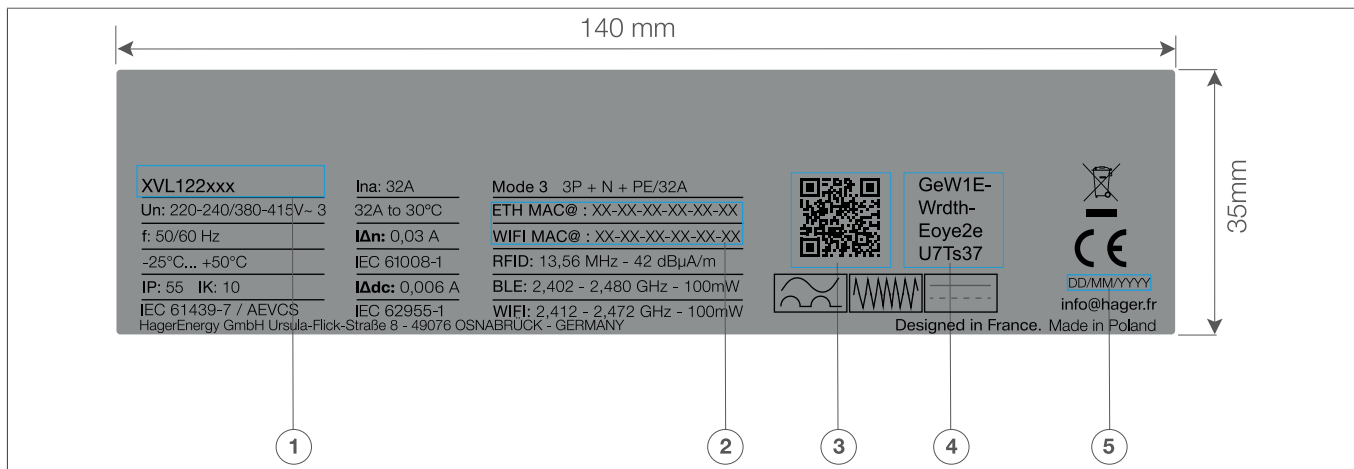 140 mm
35mm
XVL122xxx
Un: 220-240/380-415V~ 3
f: 50/60 Hz
-25°C... +50°C
IP: 55 IK: 10
IEC 61439-7 / AEVCS
Ina: 32A
32A to 30°C
I∆n: 0,03 A
IEC 61008-1
I∆dc: 0,006 A
IEC 62955-1
Mode 3 3P + N + PE/32A
ETH MAC@ : XX-XX-XX-XX-XX-XX
WIFI MAC@ : XX-XX-XX-XX-XX-XX
RFID: 13,56 MHz - 42 dBµA/m
BLE: 2,402 - 2,480 GHz - 100mW
WIFI: 2,412 - 2,472 GHz - 100mW
HagerEnergy GmbH Ursula-Flick-Straße 8 - 49076 OSNABRÜCK - GERMANY
GeW1E-
Wrdth-
Eoye2e
U7Ts37
CE
DD/MM/YYYY
info@hager.fr
Designed in France. Made in Poland
1
2
3
4
5